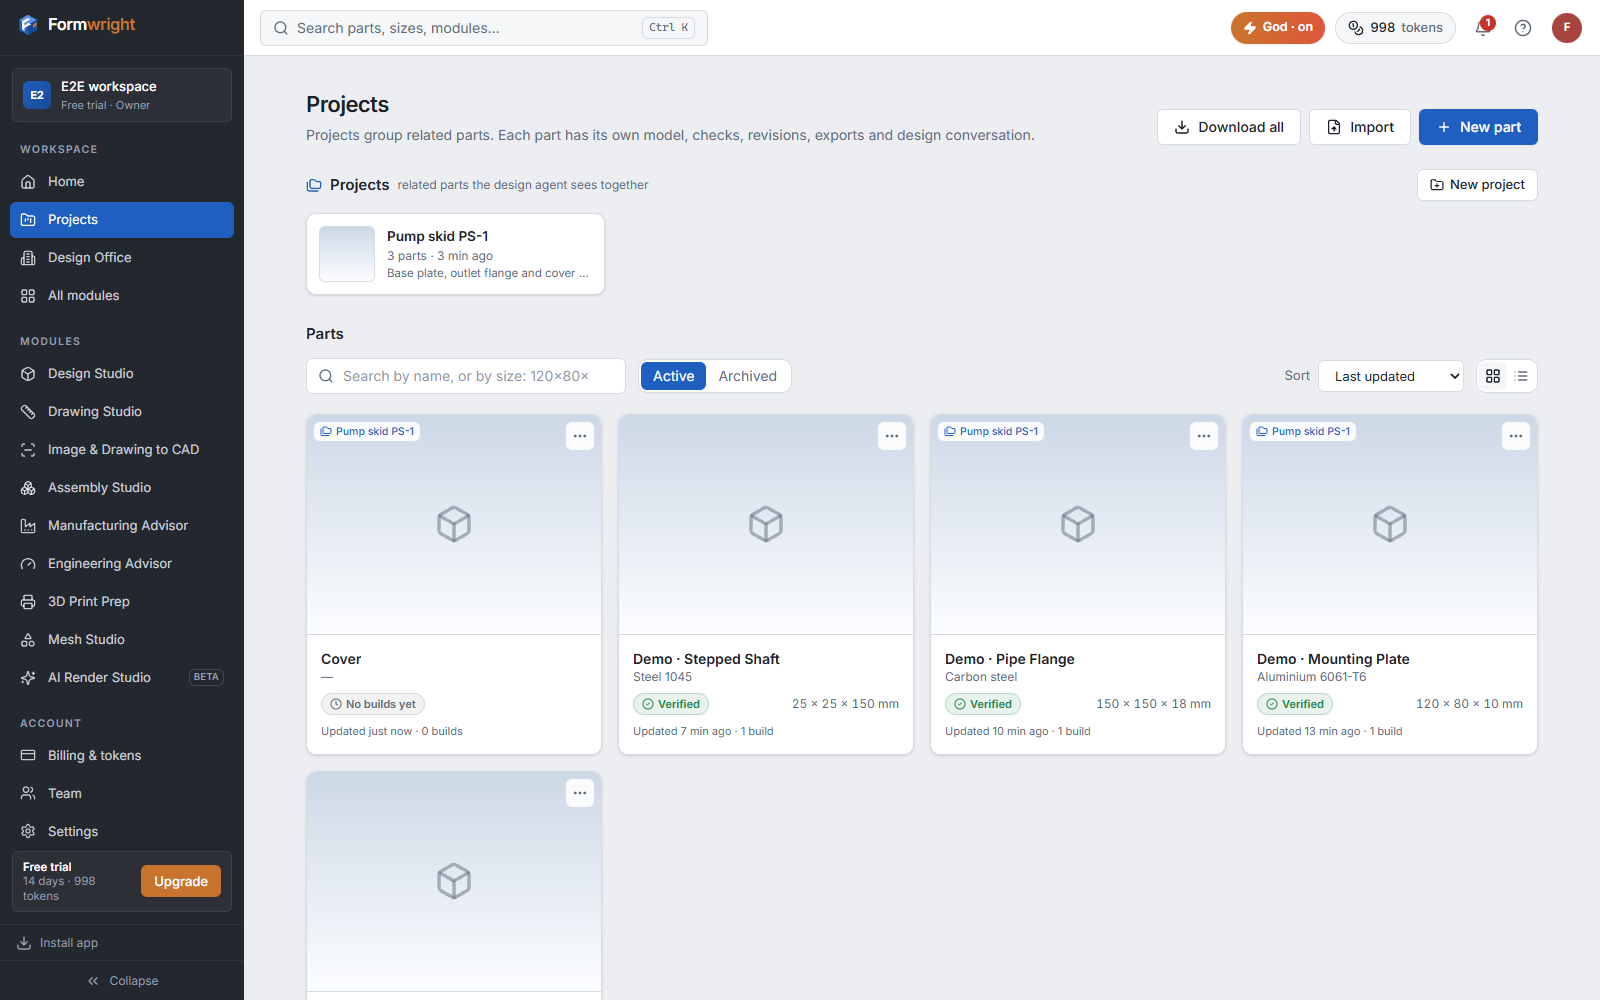 Formwright
Search parts, sizes, modules...
Ctrl K
God · on
998 tokens
1
F
E2
E2E workspace
Free trial · Owner
WORKSPACE
Home
Projects
Design Office
All modules
MODULES
Design Studio
Drawing Studio
Image & Drawing to CAD
Assembly Studio
Manufacturing Advisor
Engineering Advisor
3D Print Prep
Mesh Studio
AI Render Studio BETA
ACCOUNT
Billing & tokens
Team
Settings
Free trial
14 days · 998
tokens
Upgrade
Install app
Collapse
Projects
Projects group related parts. Each part has its own model, checks, revisions, exports and design conversation.
Download all
Import
New part
Projects related parts the design agent sees together
New project
Pump skid PS-1
3 parts · 3 min ago
Base plate, outlet flange and cover ...
Parts
Search by name, or by size: 120×80×
Active
Archived
Sort
Last updated
Pump skid PS-1
Cover
—
No builds yet
Updated just now · 0 builds
Demo · Stepped Shaft
Steel 1045
Verified
25 × 25 × 150 mm
Updated 7 min ago · 1 build
Pump skid PS-1
Demo · Pipe Flange
Carbon steel
Verified
150 × 150 × 18 mm
Updated 10 min ago · 1 build
Pump skid PS-1
Demo · Mounting Plate
Aluminium 6061-T6
Verified
120 × 80 × 10 mm
Updated 13 min ago · 1 build